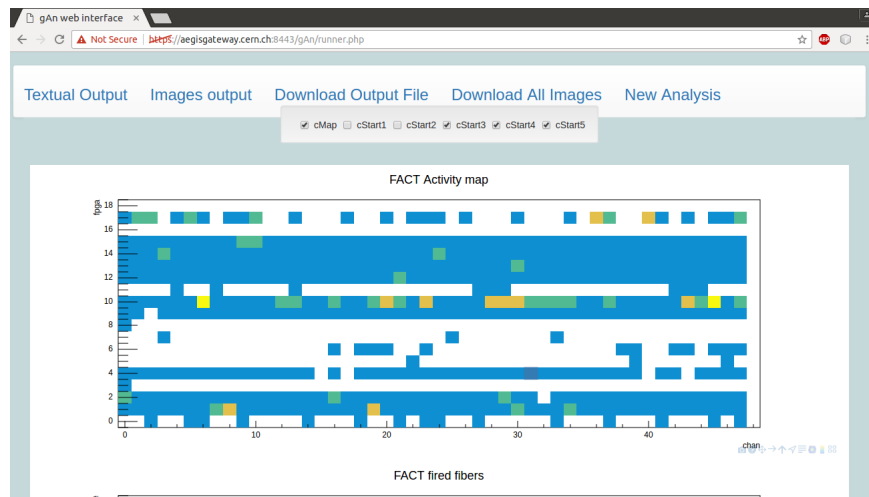 gAn web interface
Not Secure | https://aegisgateway.cern.ch:8443/gAn/runner.php
ABP
Textual Output Images output Download Output File Download All Images New Analysis
cMap cStart1 cStart2 cStart3 cStart4 cStart5
FACT Activity map
fpga
18
16
14
12
10
8
6
4
2
0
0 10 20 30 40
chan
FACT fired fibers